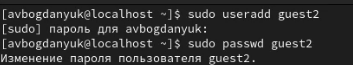 [avbogdanyuk@localhost ~]$ sudo useradd guest2
[sudo] пароль для avbogdanyuk:
[avbogdanyuk@localhost ~]$ sudo passwd guest2
Изменение пароля пользователя guest2.